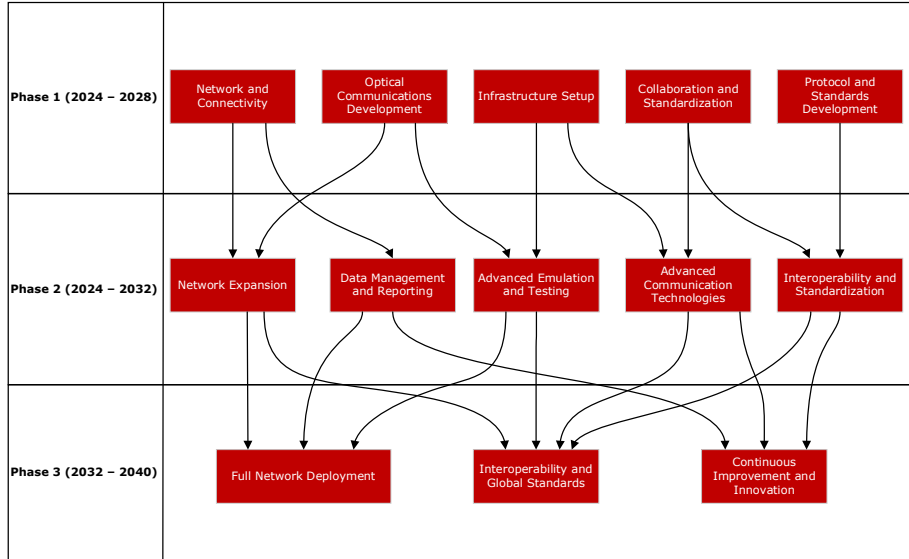 Phase 1 (2024 – 2028)
Network and
Connectivity
Optical
Communications
Development
Infrastructure Setup
Collaboration and
Standardization
Protocol and
Standards
Development
Phase 2 (2024 – 2032)
Network Expansion
Data Management
and Reporting
Advanced Emulation
and Testing
Advanced
Communication
Technologies
Interoperability and
Standardization
Phase 3 (2032 – 2040)
Full Network Deployment
Interoperability and
Global Standards
Continuous
Improvement and
Innovation